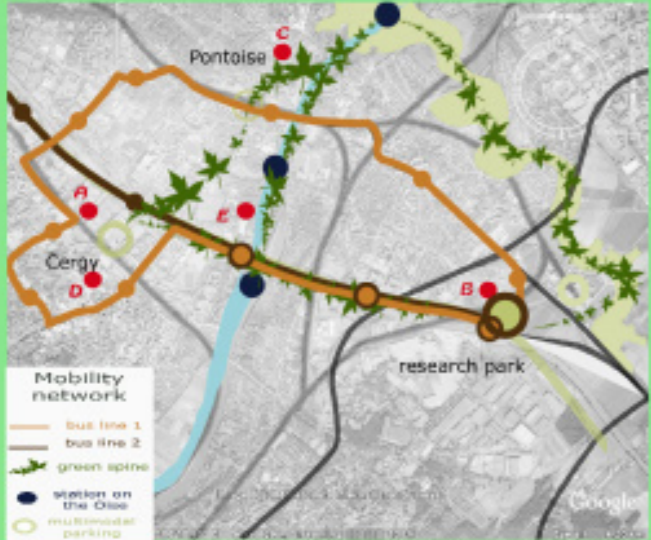 C
Pontoise
A
E
Cergy
D
B
research park
Mobility
network
bus line 1
bus line 2
green spine
station on
the Oise
multimodal
parking
Google